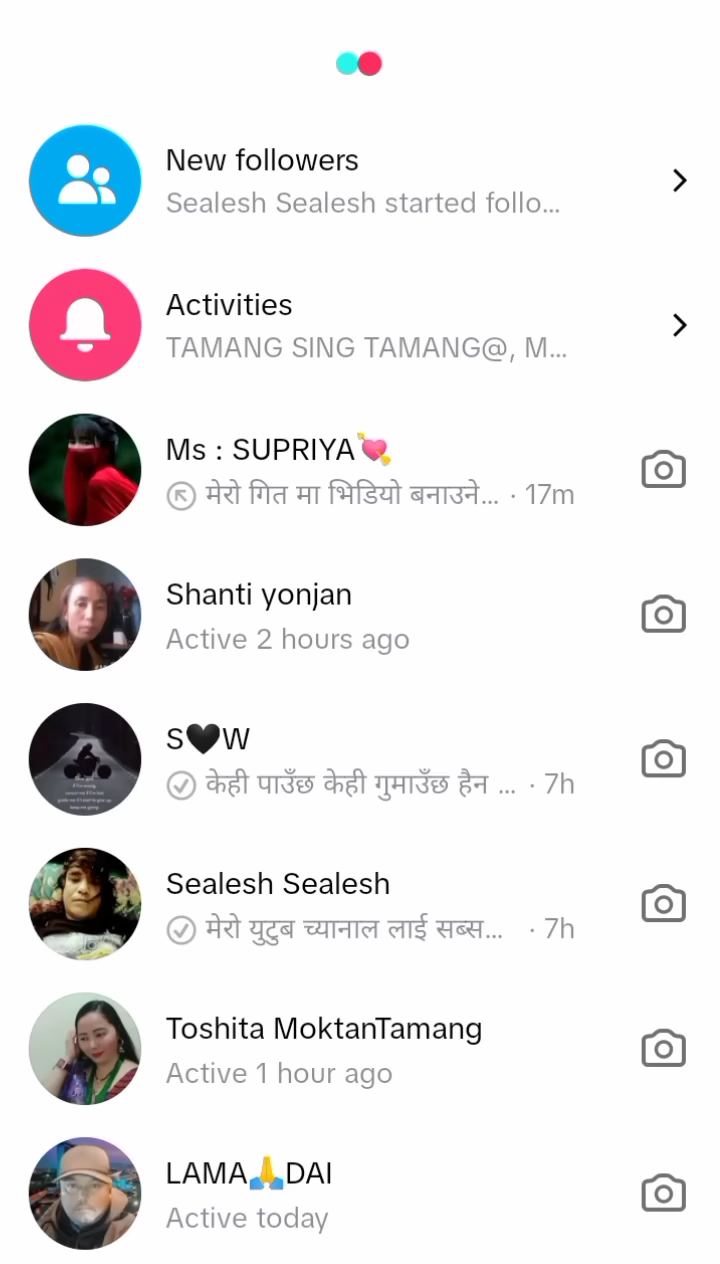 New followers
Sealesh Sealesh started follo...
Activities
TAMANG SING TAMANG@, M...
Ms : SUPRIYA💘
मेरो गित मा भिडियो बनाउने... · 17m
Shanti yonjan
Active 2 hours ago
S🖤W
केही पाउँछ केही गुमाउँछ हैन ... · 7h
Sealesh Sealesh
मेरो युटुब च्यानाल लाई सब्स... · 7h
Toshita MoktanTamang
Active 1 hour ago
LAMA🙏DAI
Active today